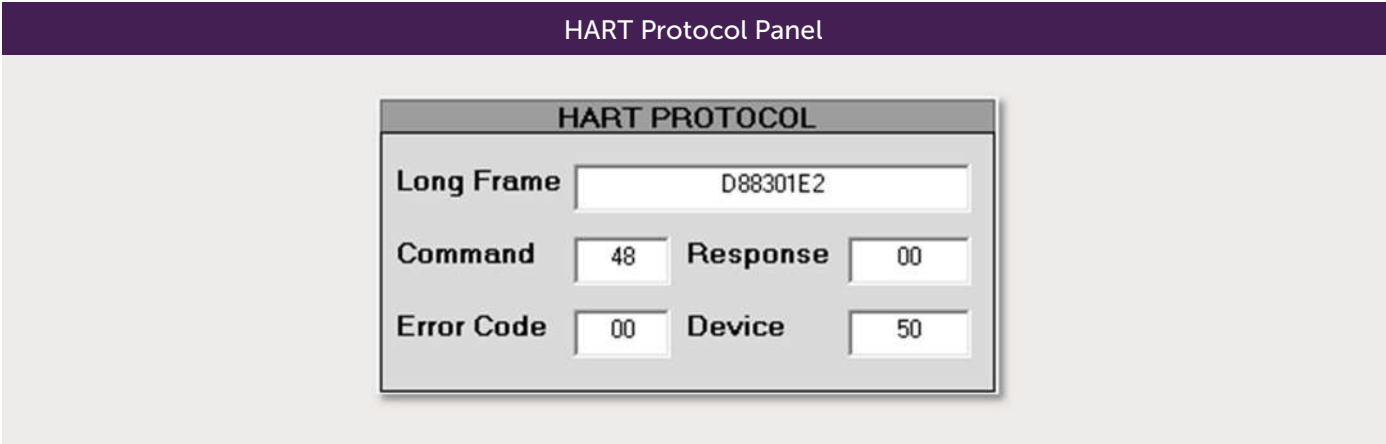 HART Protocol Panel
HART PROTOCOL
Long Frame D88301E2
Command 48 Response 00
Error Code 00 Device 50